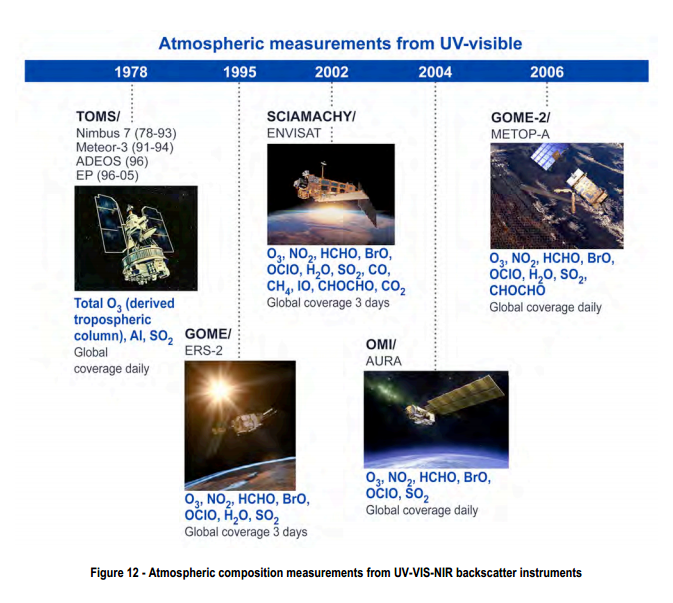 Atmospheric measurements from UV-visible
1978
1995
2002
2004
2006
TOMS/
Nimbus 7 (78-93)
Meteor-3 (91-94)
ADEOS (96)
EP (96-05)
Total O₃ (derived
tropospheric
column), AI, SO₂
Global
coverage daily
GOME/
ERS-2
O₃, NO₂, HCHO, BrO,
OClO, H₂O, SO₂
Global coverage 3 days
SCIAMACHY/
ENVISAT
O₃, NO₂, HCHO, BrO,
OClO, H₂O, SO₂, CO,
CH₄, IO, CHOCHO, CO₂
Global coverage 3 days
OMI/
AURA
O₃, NO₂, HCHO, BrO,
OClO, SO₂
Global coverage daily
GOME-2/
METOP-A
O₃, NO₂, HCHO, BrO,
OClO, H₂O, SO₂,
CHOCHO
Global coverage daily
Figure 12 - Atmospheric composition measurements from UV-VIS-NIR backscatter instruments